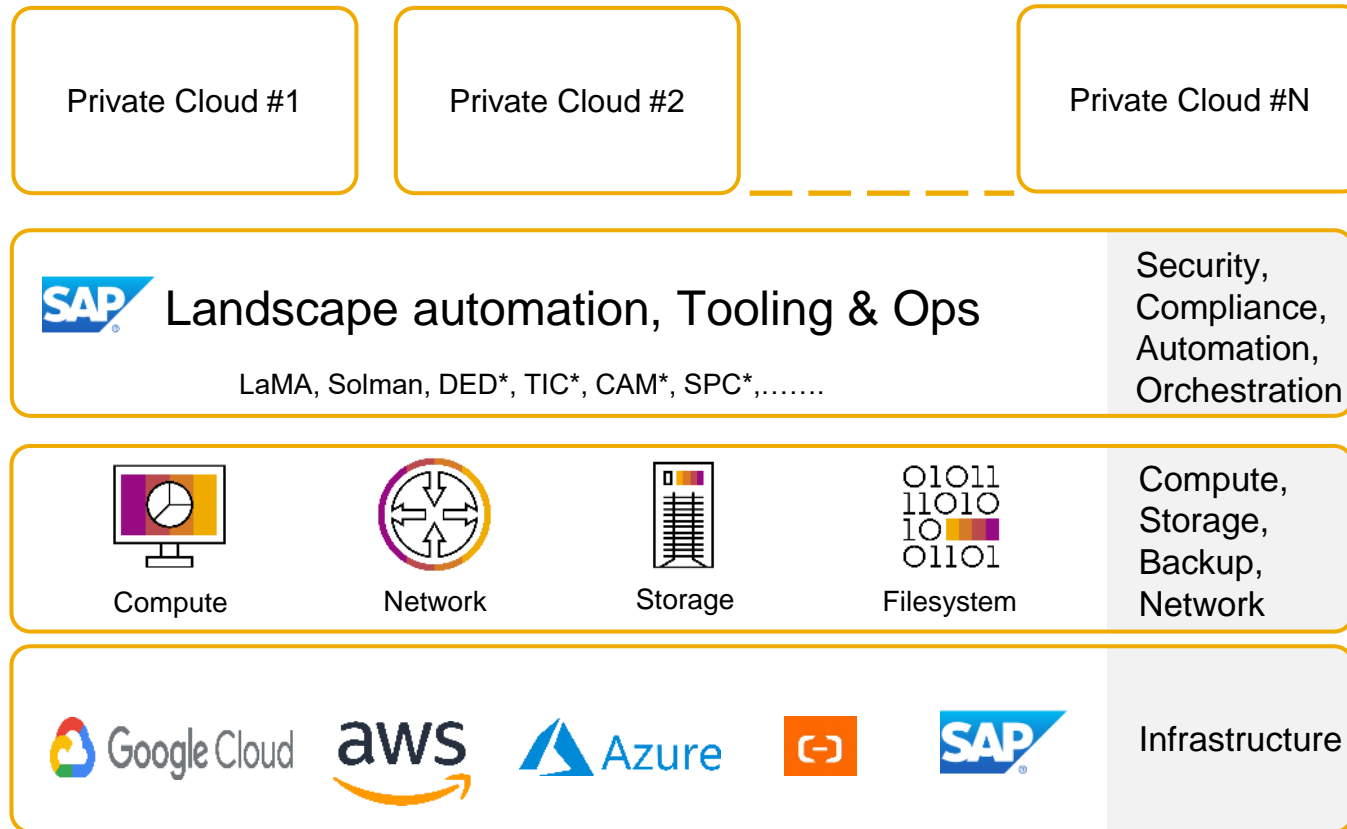 Private Cloud #1
Private Cloud #2
Private Cloud #N
SAP®
Landscape automation, Tooling & Ops
LaMA, Solman, DED*, TIC*, CAM*, SPC*,.......
Security,
Compliance,
Automation,
Orchestration
01011
11010
10
01101
Compute
Network
Storage
Filesystem
Compute,
Storage,
Backup,
Network
Google Cloud
aws
Azure
SAP®
Infrastructure